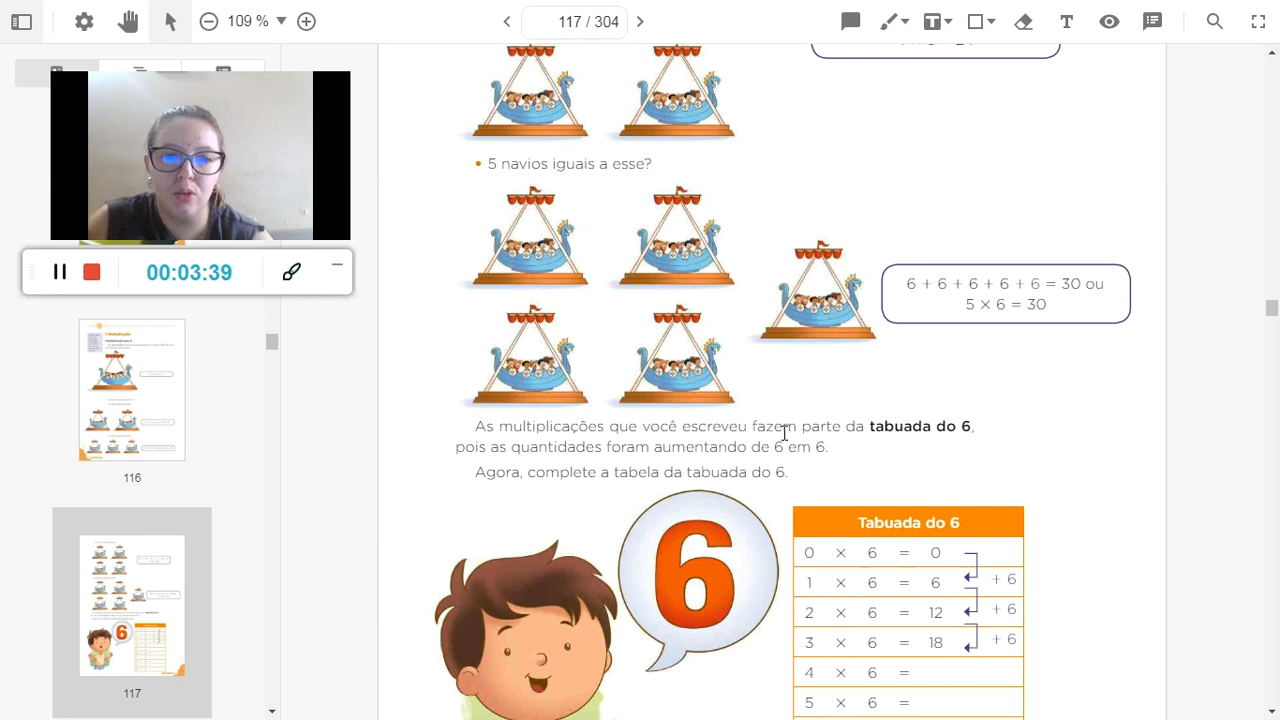 109 %
117 / 304
5 navios iguais a esse?
6 + 6 + 6 + 6 + 6 = 30 ou
5 × 6 = 30
00:03:39
116
117
As multiplicações que você escreveu fazem parte da tabuada do 6,
pois as quantidades foram aumentando de 6 em 6.
Agora, complete a tabela da tabuada do 6.
6
Tabuada do 6
0 × 6 = 0
1 × 6 = 6 + 6
2 × 6 = 12 + 6
3 × 6 = 18 + 6
4 × 6 =
5 × 6 =